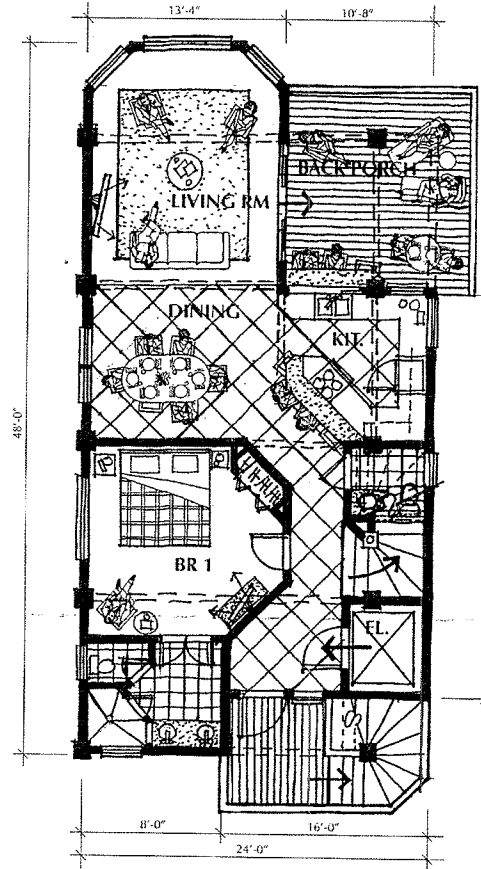 13'-4"
10'-8"
BACK PORCH
LIVING RM
DINING
KIT.
48'-0"
BR 1
EL.
8'-0"
16'-0"
24'-0"